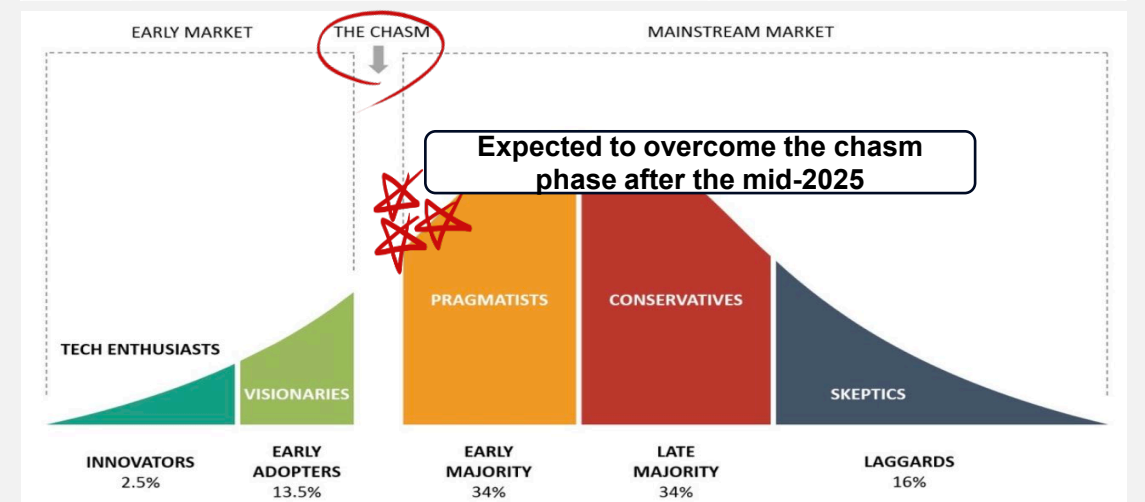 EARLY MARKET
THE CHASM
MAINSTREAM MARKET
Expected to overcome the chasm
phase after the mid-2025
PRAGMATISTS
CONSERVATIVES
TECH ENTHUSIASTS
VISIONARIES
SKEPTICS
INNOVATORS
2.5%
EARLY
ADOPTERS
13.5%
EARLY
MAJORITY
34%
LATE
MAJORITY
34%
LAGGARDS
16%